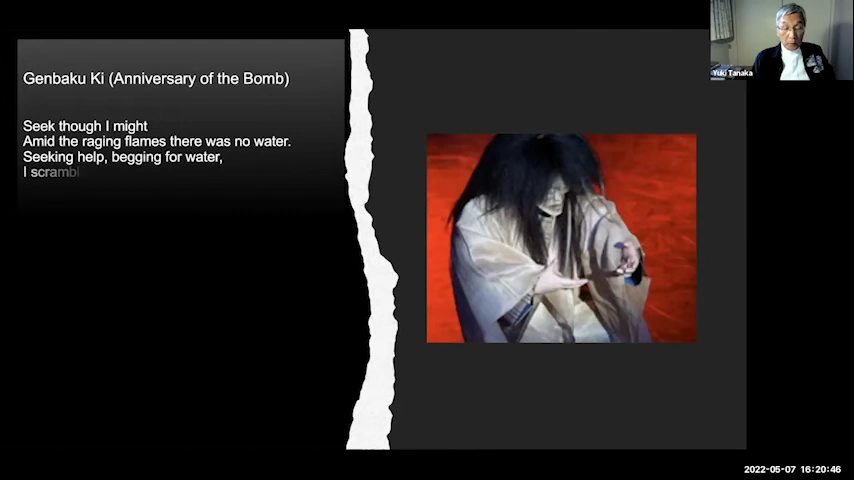 Genbaku Ki (Anniversary of the Bomb)
Seek though I might
Amid the raging flames there was no water.
Seeking help, begging for water,
I scrambl
Yuki Tanaka
2022-05-07 16:20:46